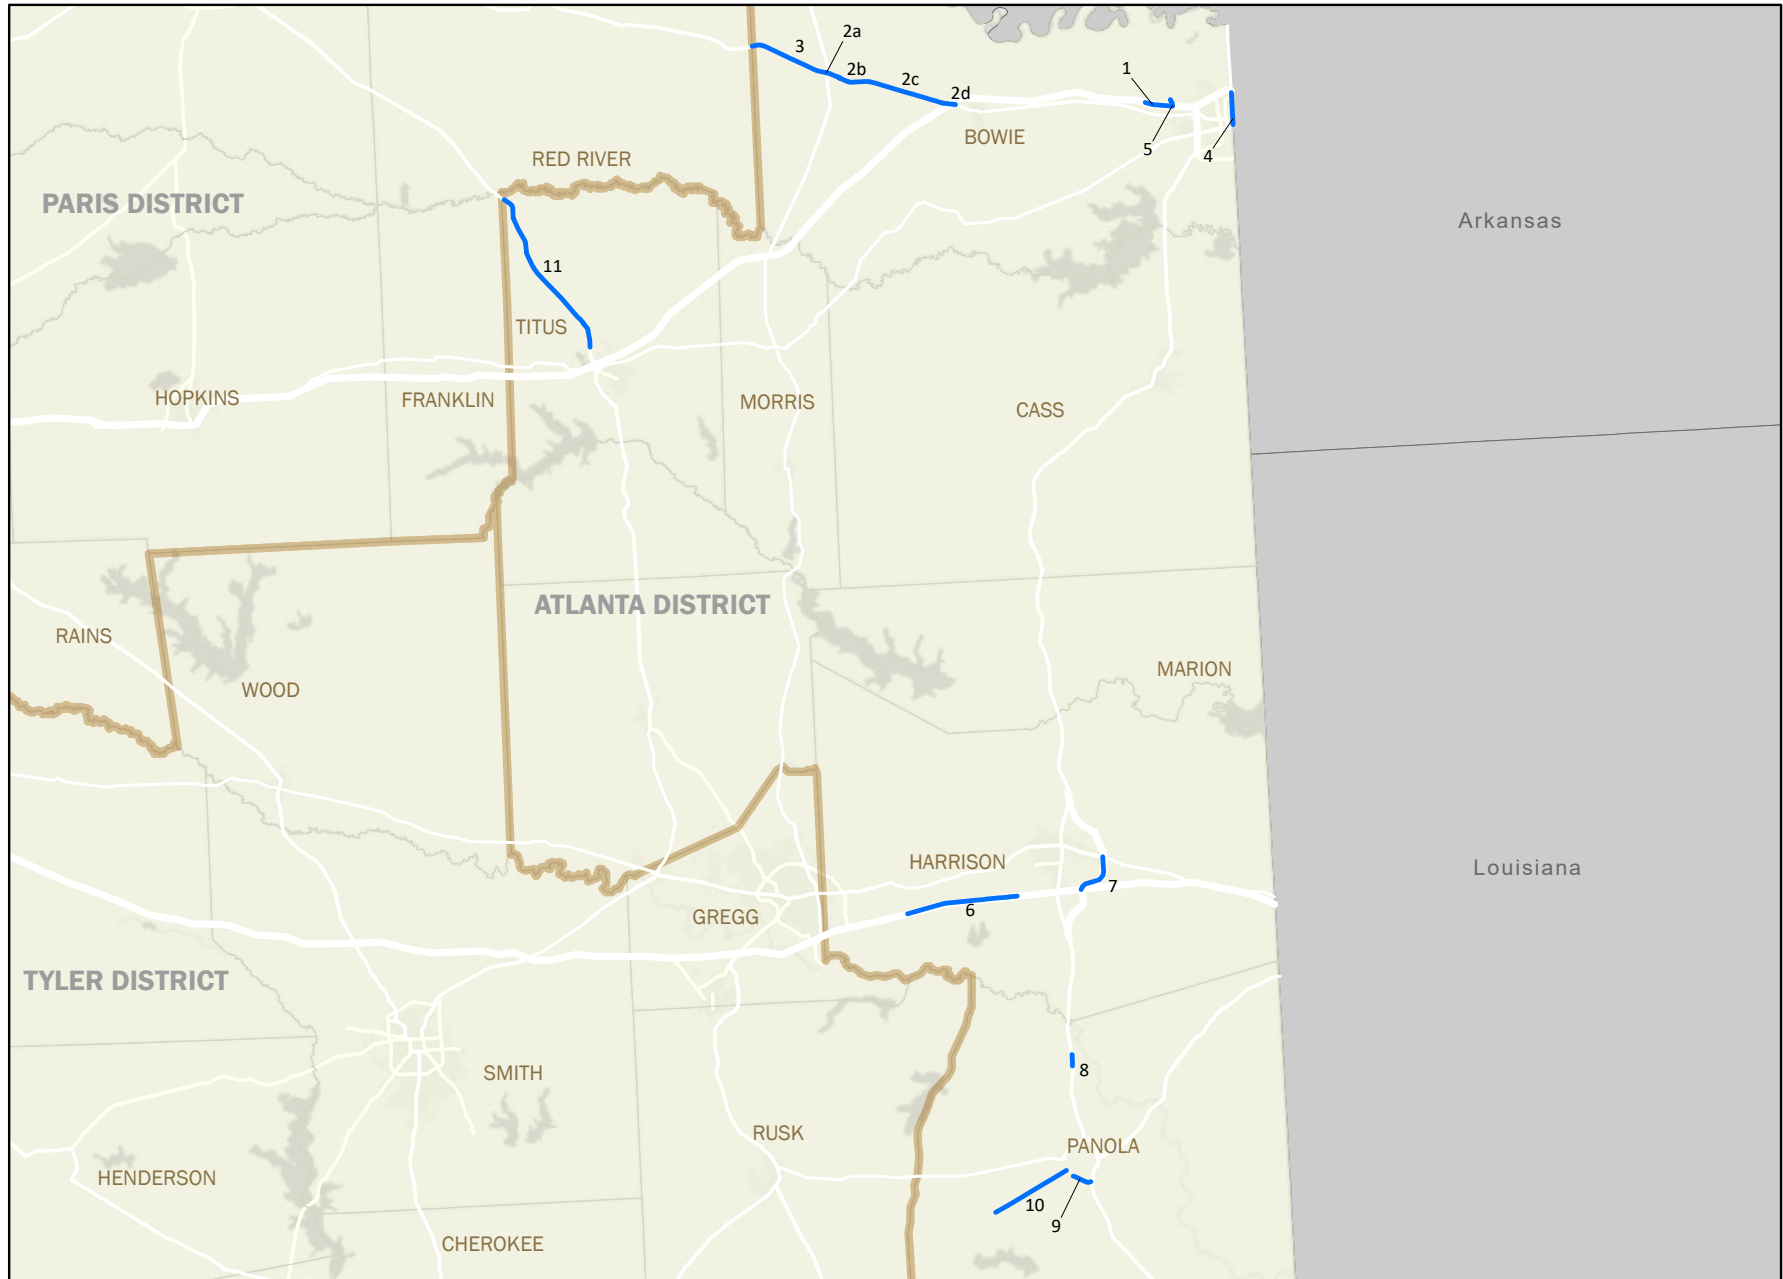 2a
3
2b
1
2c
2d
BOWIE
5
4
RED RIVER
PARIS DISTRICT
Arkansas
11
TITUS
HOPKINS
FRANKLIN
MORRIS
CASS
ATLANTA DISTRICT
RAINS
MARION
WOOD
HARRISON
Louisiana
7
6
GREGG
TYLER DISTRICT
8
SMITH
RUSK
PANOLA
HENDERSON
10
9
CHEROKEE